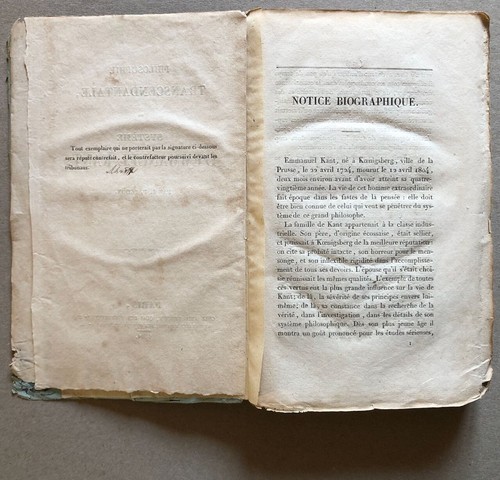 PHILOSOPHIE
TRANSCENDANTALE
SYSTÈME
Tout exemplaire qui ne porterait pas la signature ci-dessous
sera réputé contrefait, et le contrefacteur poursuivi devant les
tribunaux.
PARIS,
NOTICE BIOGRAPHIQUE.
Emmanuel Kant, né à Kœnigsberg, ville de la
Prusse, le 22 avril 1724, mourut le 12 avril 1804,
deux mois environ avant d'avoir atteint sa quatre-
vingtième année. La vie de cet homme extraordinaire
fait époque dans les fastes de la pensée : elle doit
être bien connue de celui qui veut se pénétrer du sys-
tème de ce grand philosophe.
La famille de Kant appartenait à la classe indus-
trielle. Son père, d'origine écossaise, était sellier,
et jouissait à Kœnigsberg de la meilleure réputation :
on cite sa probité intacte, son horreur pour le men-
songe, et son inflexible rigidité dans l'accomplisse-
ment de tous ses devoirs. L'épouse qu'il s'était choi-
sie réunissait les mêmes qualités. L'exemple de toutes
ces vertus eut la plus grande influence sur la vie de
Kant; de là, la sévérité de ses principes envers lui-
même; de là, sa constance dans la recherche de la
vérité, dans l'investigation, dans les détails de son
système philosophique. Dès son plus jeune âge il
montra un goût prononcé pour les études sérieuses,
1